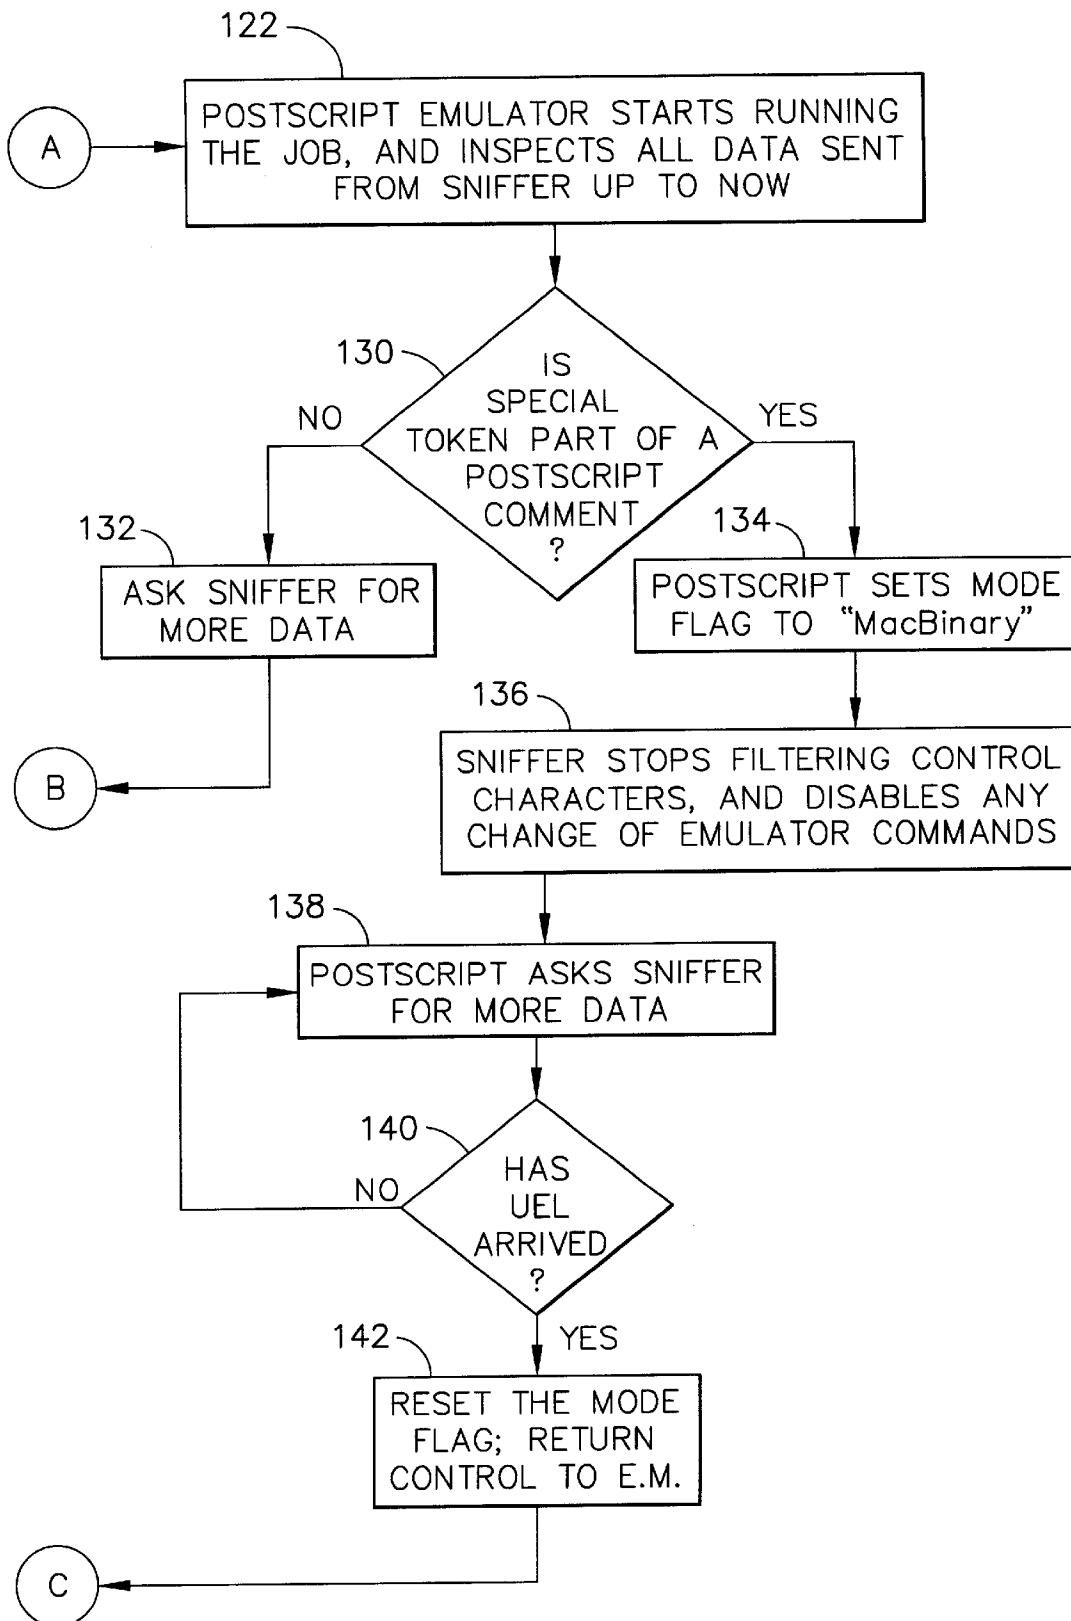 122
A
POSTSCRIPT EMULATOR STARTS RUNNING
THE JOB, AND INSPECTS ALL DATA SENT
FROM SNIFFER UP TO NOW
130
IS
SPECIAL
TOKEN PART OF A
POSTSCRIPT
COMMENT
?
NO
YES
132
ASK SNIFFER FOR
MORE DATA
134
POSTSCRIPT SETS MODE
FLAG TO “MacBinary”
B
136
SNIFFER STOPS FILTERING CONTROL
CHARACTERS, AND DISABLES ANY
CHANGE OF EMULATOR COMMANDS
138
POSTSCRIPT ASKS SNIFFER
FOR MORE DATA
140
HAS
UEL
ARRIVED
?
NO
YES
142
RESET THE MODE
FLAG; RETURN
CONTROL TO E.M.
C